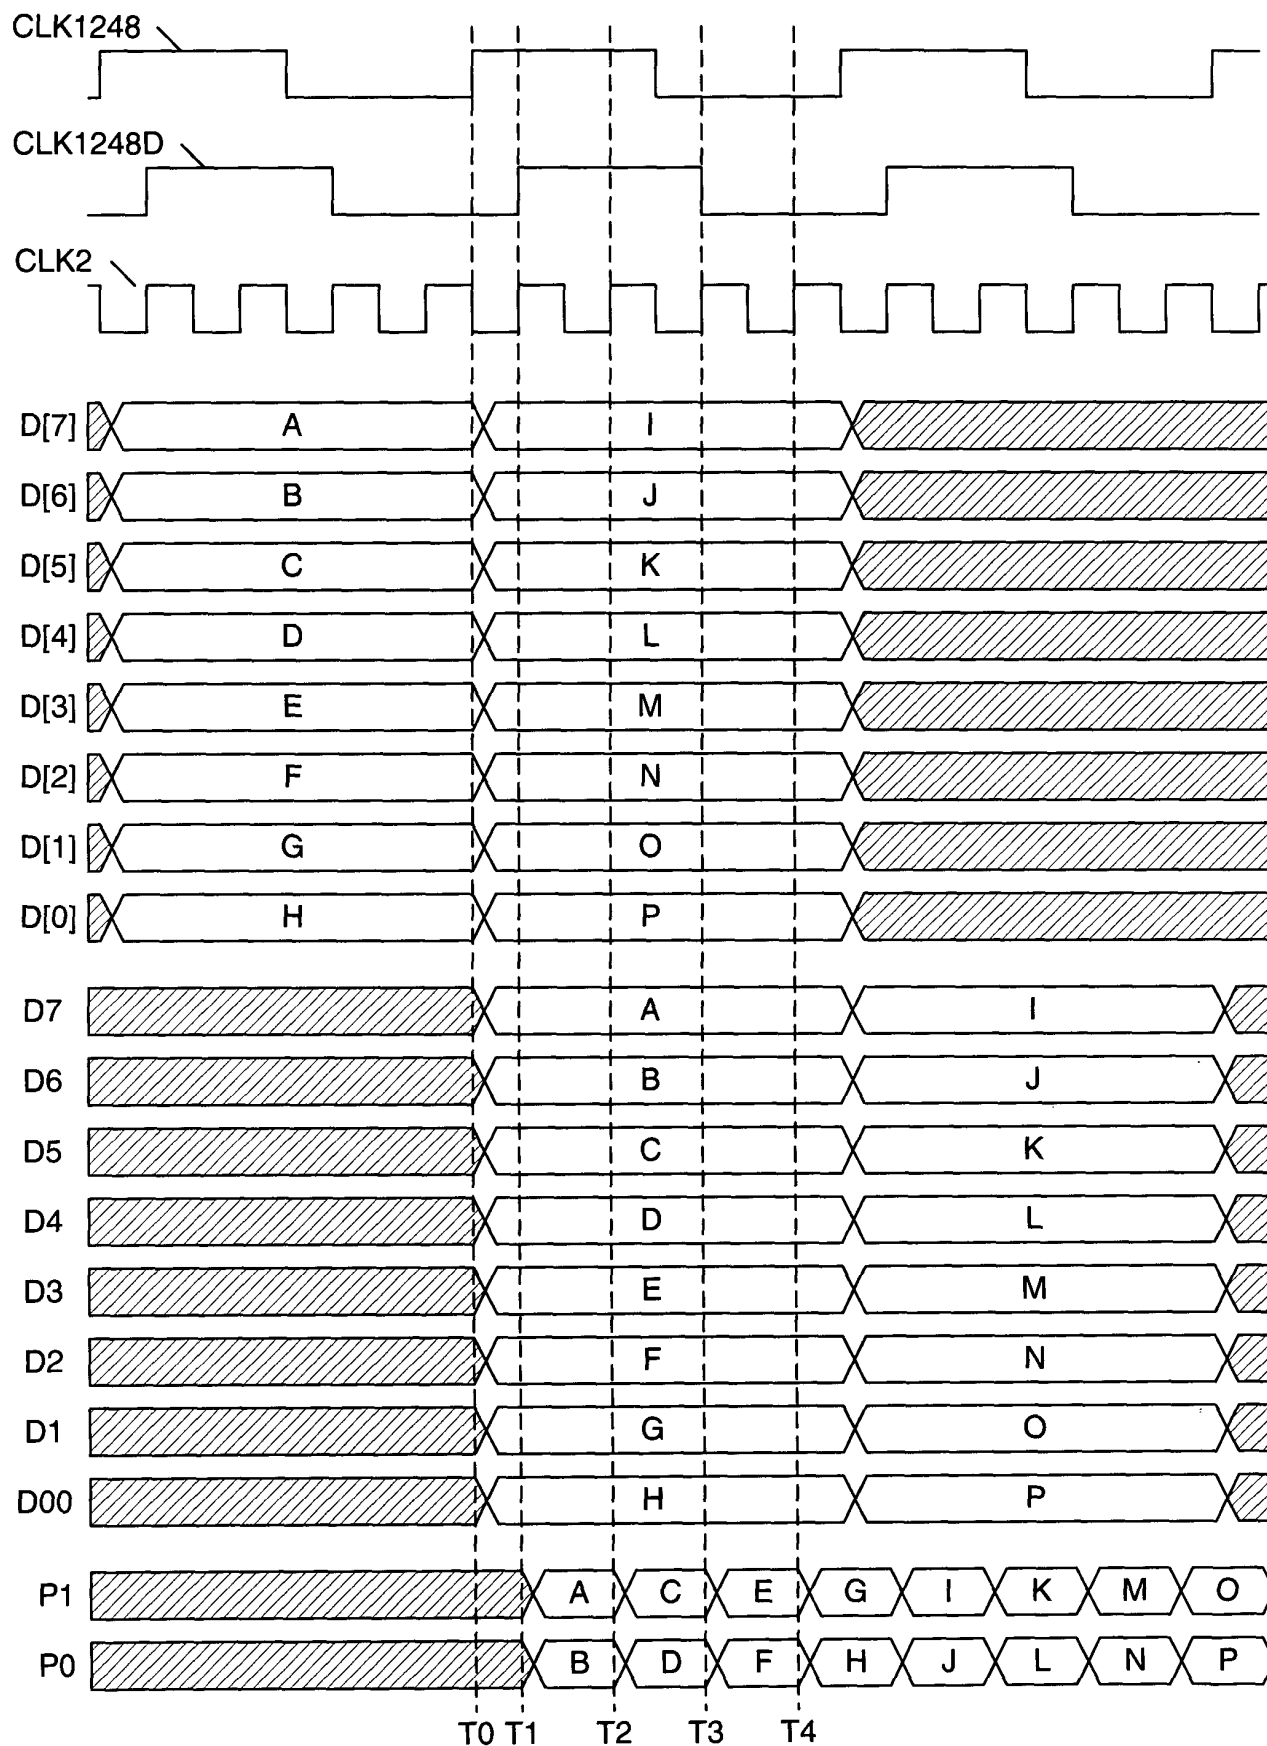 CLK1248
CLK1248D
CLK2
D[7] A I
D[6] B J
D[5] C K
D[4] D L
D[3] E M
D[2] F N
D[1] G O
D[0] H P
D7 A I
D6 B J
D5 C K
D4 D L
D3 E M
D2 F N
D1 G O
D00 H P
P1 A C E G I K M O
P0 B D F H J L N P
T0 T1 T2 T3 T4